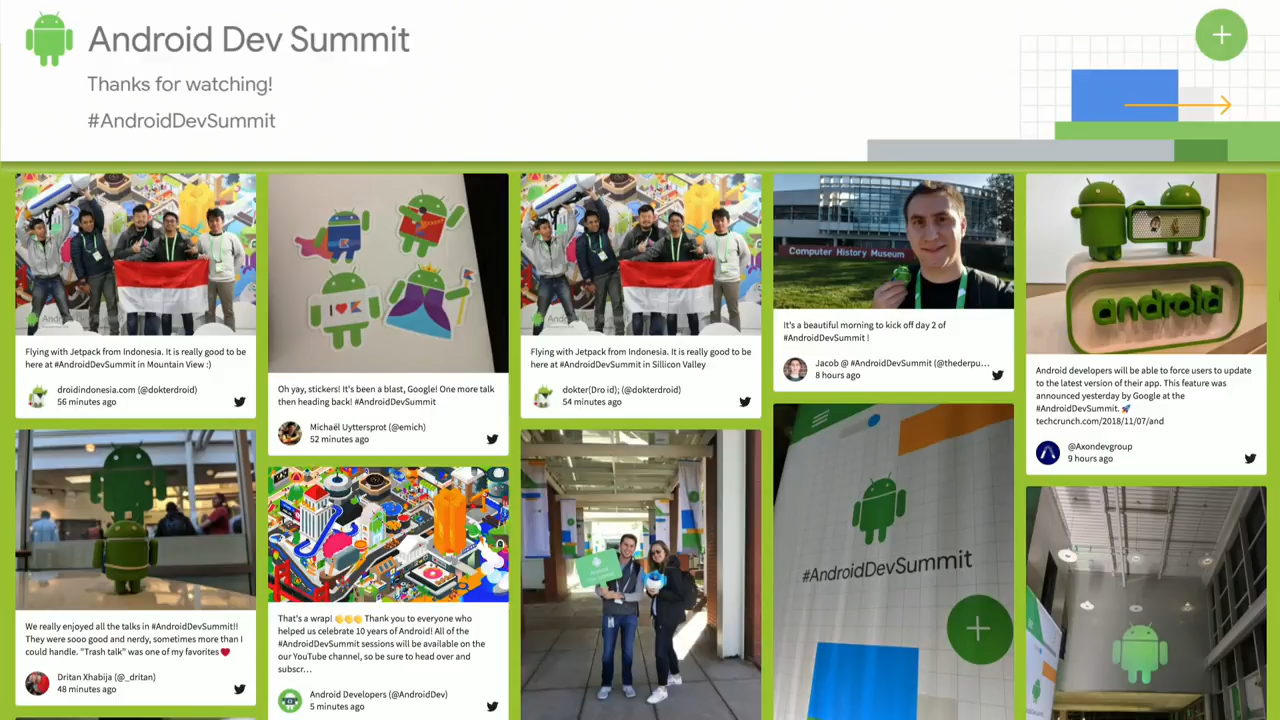 Android Dev Summit
Thanks for watching!
#AndroidDevSummit
Flying with Jetpack from Indonesia. It is really good to be
here at #AndroidDevSummit in Mountain View :)
droidindonesia.com (@dokterdroid)
56 minutes ago
We really enjoyed all the talks in #AndroidDevSummit!!
They were sooo good and nerdy, sometimes more than I
could handle. "Trash talk" was one of my favorites ❤️
Dritan Xhabija (@_dritan)
48 minutes ago
I ♥
Oh yay, stickers! It's been a blast, Google! One more talk
then heading back! #AndroidDevSummit
Michaël Uyttersprot (@emich)
52 minutes ago
That's a wrap! 👏👏👏 Thank you to everyone who
helped us celebrate 10 years of Android! All of the
#AndroidDevSummit sessions will be available on the
our YouTube channel, so be sure to head over and
subscr...
Android Developers (@AndroidDev)
5 minutes ago
Flying with Jetpack from Indonesia. It is really good to be
here at #AndroidDevSummit in Silicon Valley
dokter(Dro id); (@dokterdroid)
54 minutes ago
Computer History Museum
It's a beautiful morning to kick off day 2 of
#AndroidDevSummit !
Jacob @ #AndroidDevSummit (@thederpu...
8 hours ago
#AndroidDevSummit
android
Android developers will be able to force users to update
to the latest version of their app. This feature was
announced yesterday by Google at the
#AndroidDevSummit. 🚀
techcrunch.com/2018/11/07/and
@Axondevgroup
9 hours ago